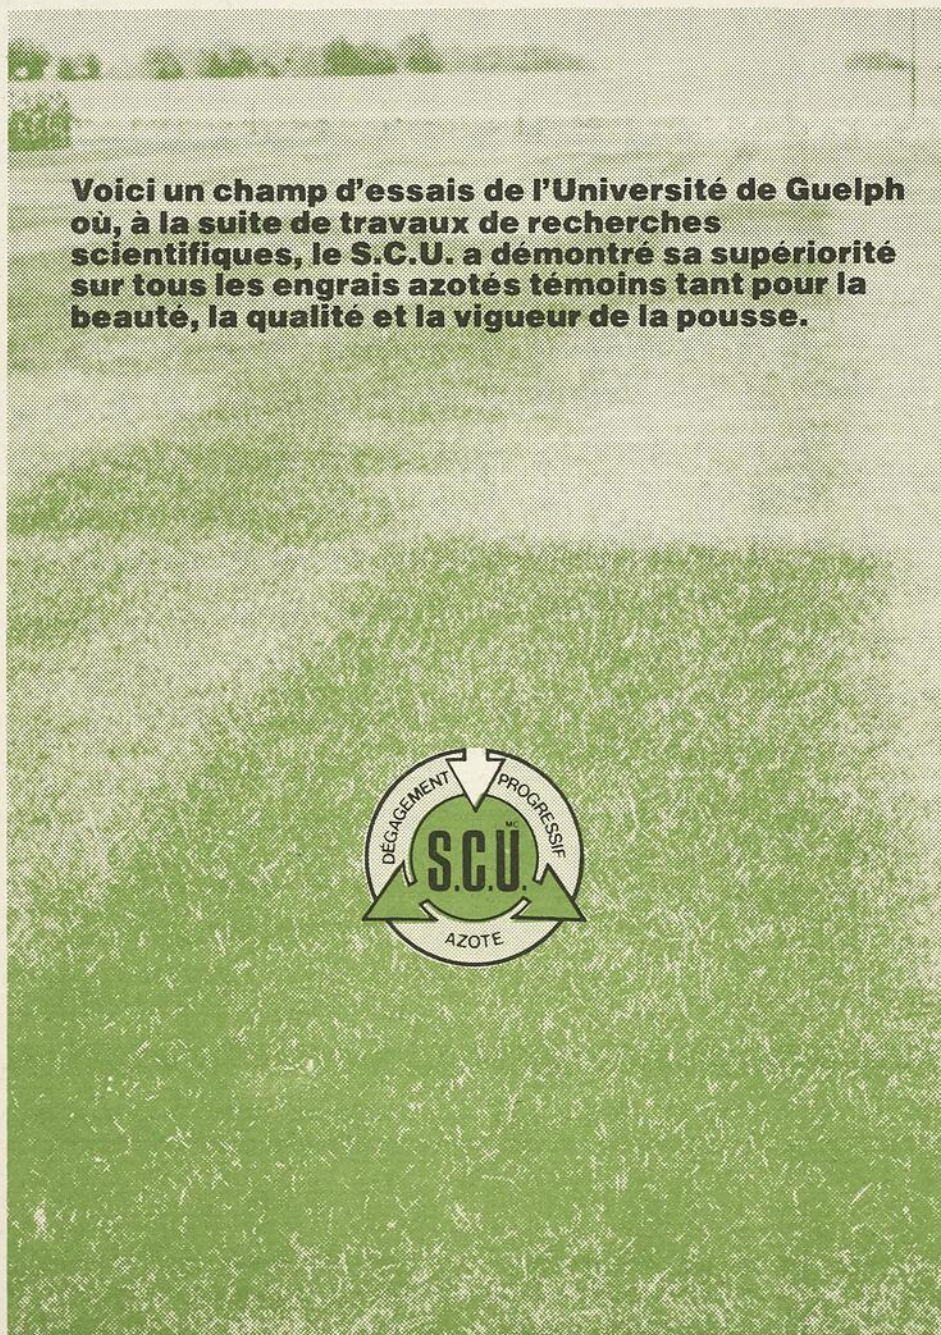 Voici un champ d'essais de l'Université de Guelph
où, à la suite de travaux de recherches
scientifiques, le S.C.U. a démontré sa supériorité
sur tous les engrais azotés témoins tant pour la
beauté, la qualité et la vigueur de la pousse.
DÉGAGEMENT PROGRESSIF
S.C.U. MC
AZOTE